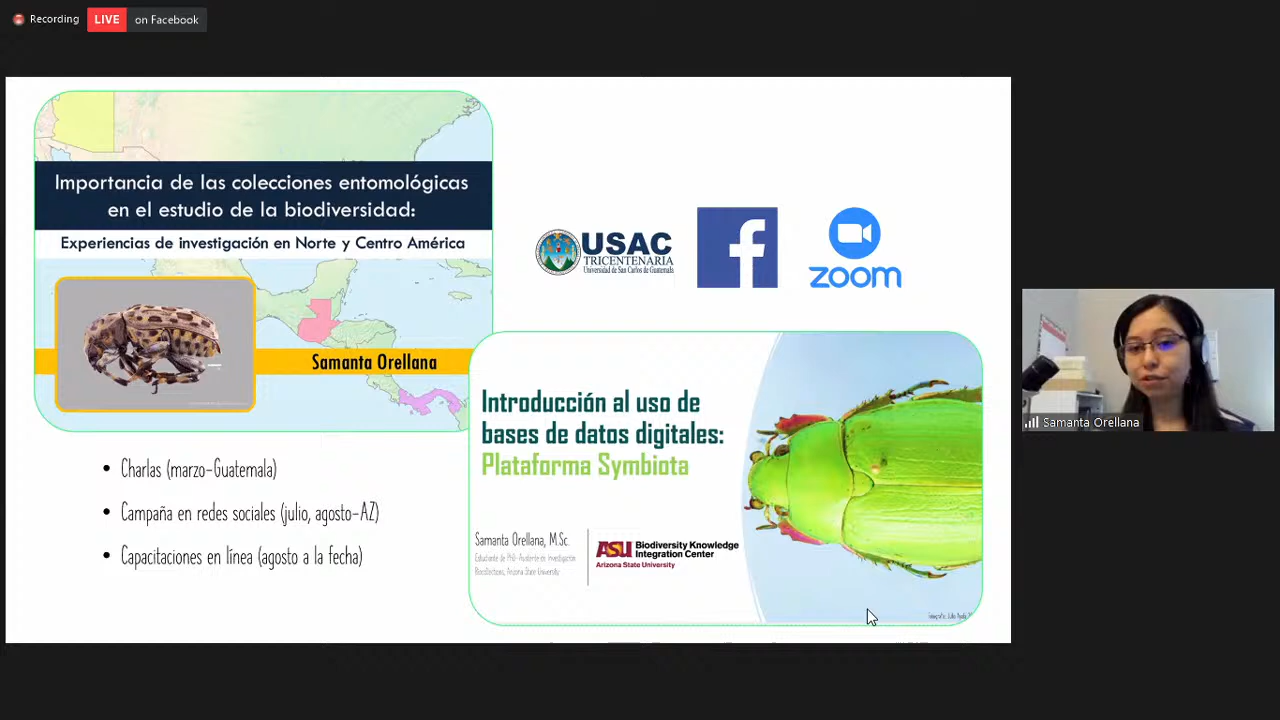 Recording
LIVE on Facebook
Importancia de las colecciones entomológicas
en el estudio de la biodiversidad:
Experiencias de investigación en Norte y Centro América
Samanta Orellana
USAC
TRICENTENARIA
Universidad de San Carlos de Guatemala
zoom
• Charlas (marzo-Guatemala)
• Campaña en redes sociales (julio, agosto-AZ)
• Capacitaciones en línea (agosto a la fecha)
Introducción al uso de
bases de datos digitales:
Plataforma Symbiota
Samanta Orellana, M.Sc.
Estudiante de PhD- Asistente de Investigación
Biocollections, Arizona State University
ASU Biodiversity Knowledge
Integration Center
Arizona State University
Samanta Orellana